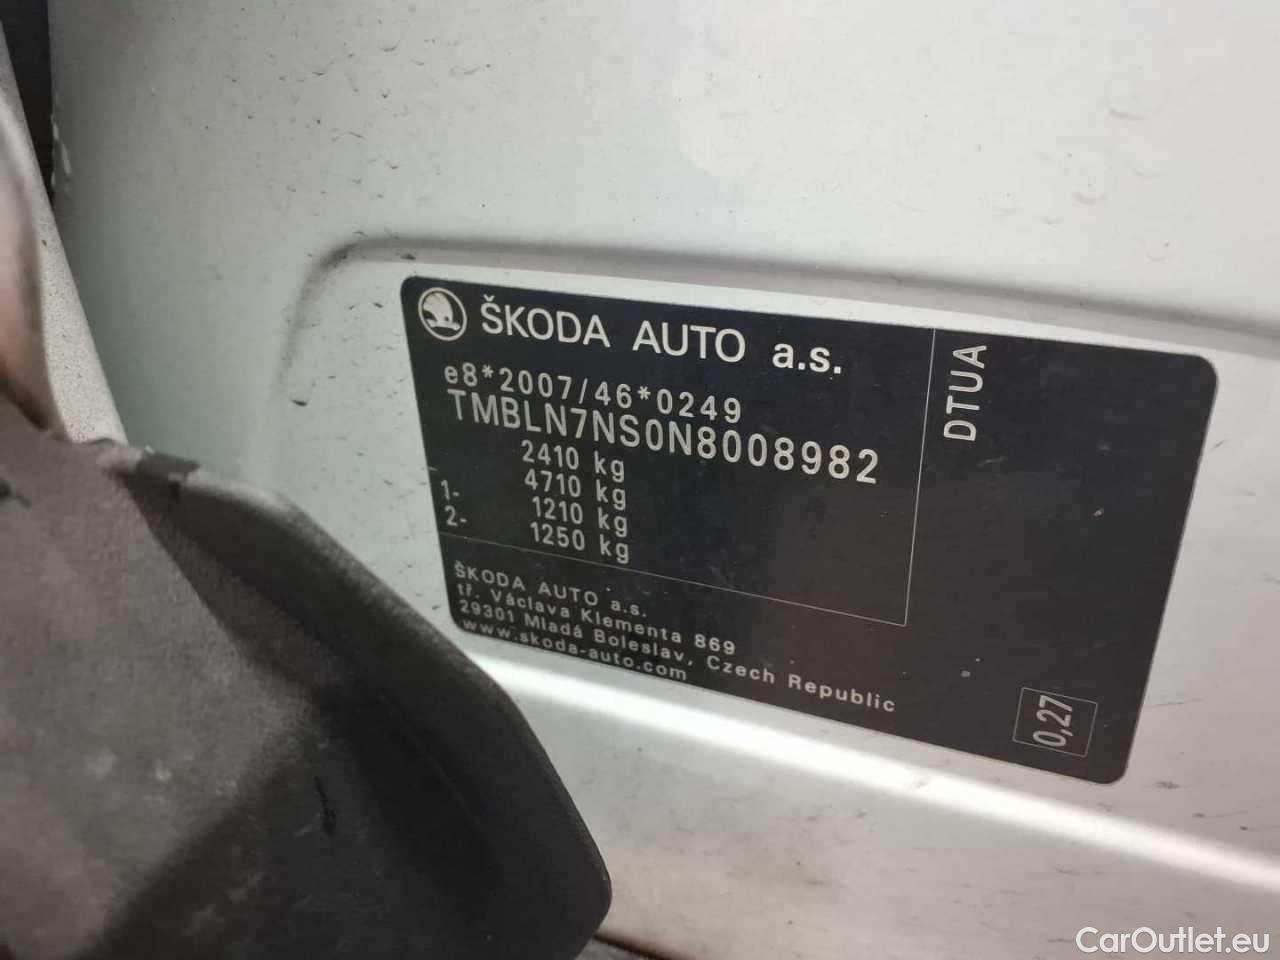 ŠKODA AUTO a.s.
e8*2007/46*0249
TMBLN7NS0N8008982
2410 kg
4710 kg
1- 1210 kg
2- 1250 kg
ŠKODA AUTO a.s.
tř. Václava Klementa 869
29301 Mladá Boleslav, Czech Republic
www.skoda-auto.com
DTUA
0,27
CarOutlet.eu